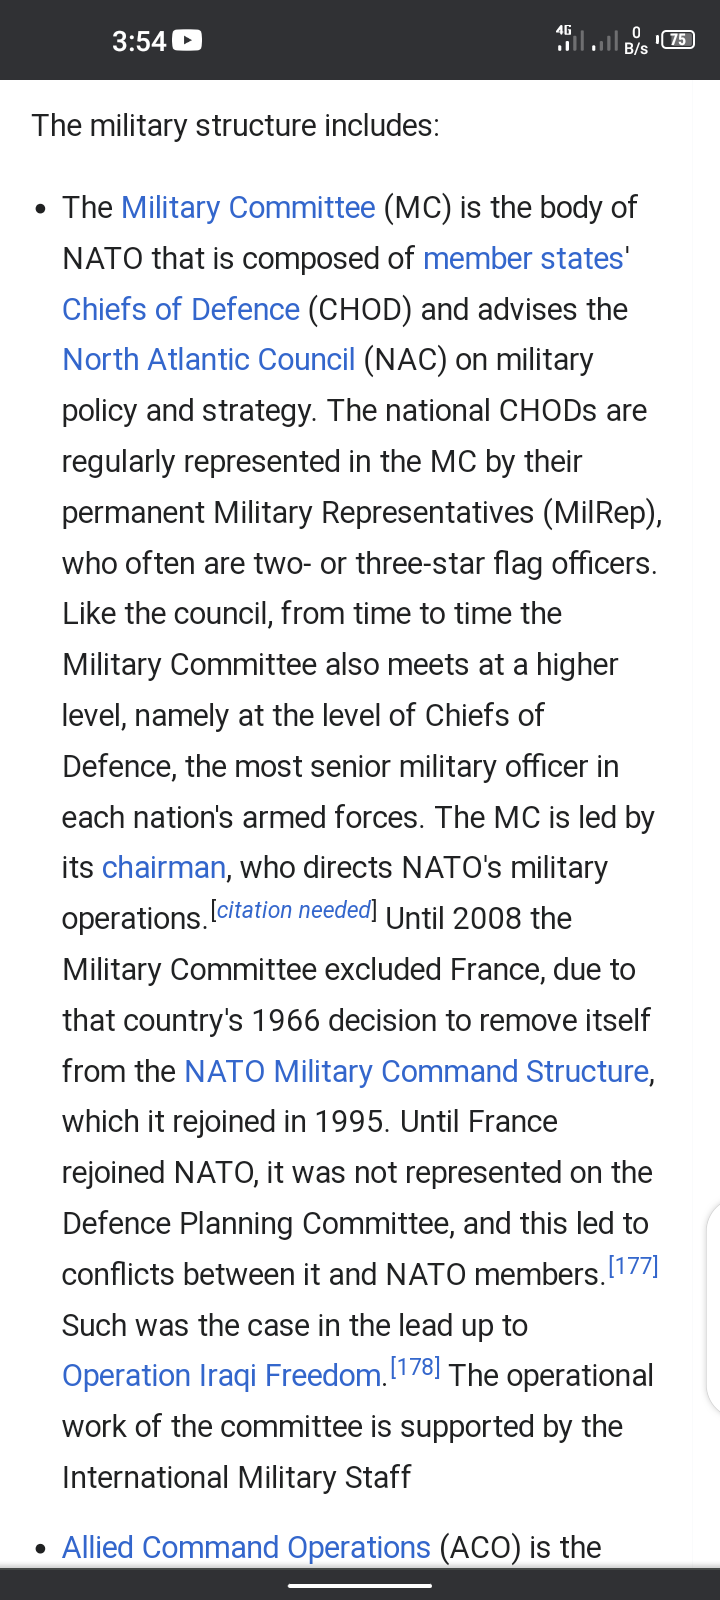 3:54
4G
0
B/s
75
The military structure includes:
• The Military Committee (MC) is the body of
NATO that is composed of member states'
Chiefs of Defence (CHOD) and advises the
North Atlantic Council (NAC) on military
policy and strategy. The national CHODs are
regularly represented in the MC by their
permanent Military Representatives (MilRep),
who often are two- or three-star flag officers.
Like the council, from time to time the
Military Committee also meets at a higher
level, namely at the level of Chiefs of
Defence, the most senior military officer in
each nation's armed forces. The MC is led by
its chairman, who directs NATO's military
operations.[citation needed] Until 2008 the
Military Committee excluded France, due to
that country's 1966 decision to remove itself
from the NATO Military Command Structure,
which it rejoined in 1995. Until France
rejoined NATO, it was not represented on the
Defence Planning Committee, and this led to
conflicts between it and NATO members.[177]
Such was the case in the lead up to
Operation Iraqi Freedom.[178] The operational
work of the committee is supported by the
International Military Staff
• Allied Command Operations (ACO) is the